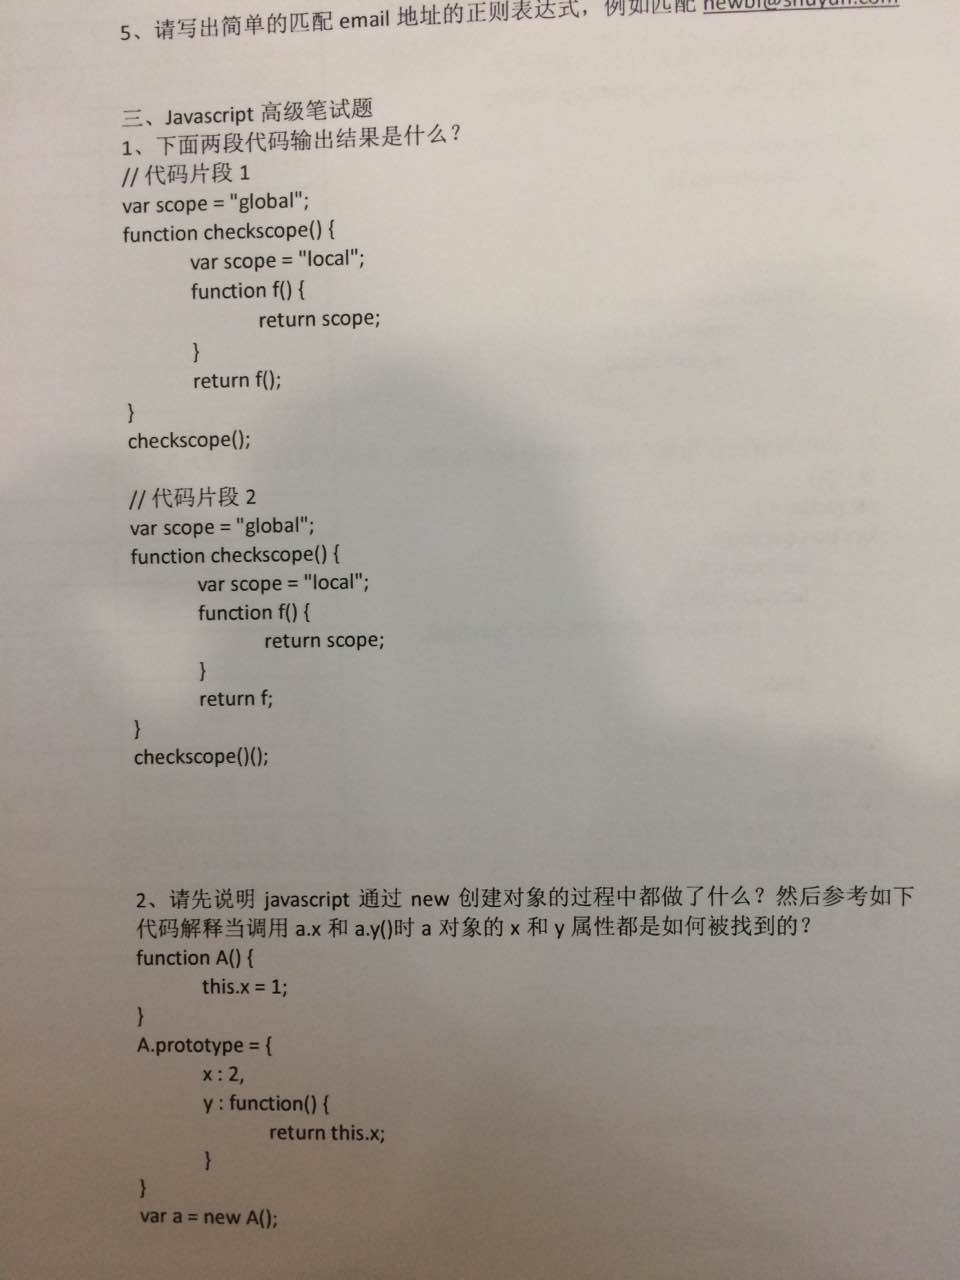 5、请写出简单的匹配 email 地址的正则表达式，例如匹配
三、Javascript 高级笔试题
1、下面两段代码输出结果是什么？
// 代码片段 1
var scope = "global";
function checkscope() {
var scope = "local";
function f() {
return scope;
}
return f();
}
checkscope();
// 代码片段 2
var scope = "global";
function checkscope() {
var scope = "local";
function f() {
return scope;
}
return f;
}
checkscope()();
2、请先说明 javascript 通过 new 创建对象的过程中都做了什么？然后参考如下
代码解释当调用 a.x 和 a.y()时 a 对象的 x 和 y 属性都是如何被找到的？
function A() {
this.x = 1;
}
A.prototype = {
x : 2,
y : function() {
return this.x;
}
}
var a = new A();